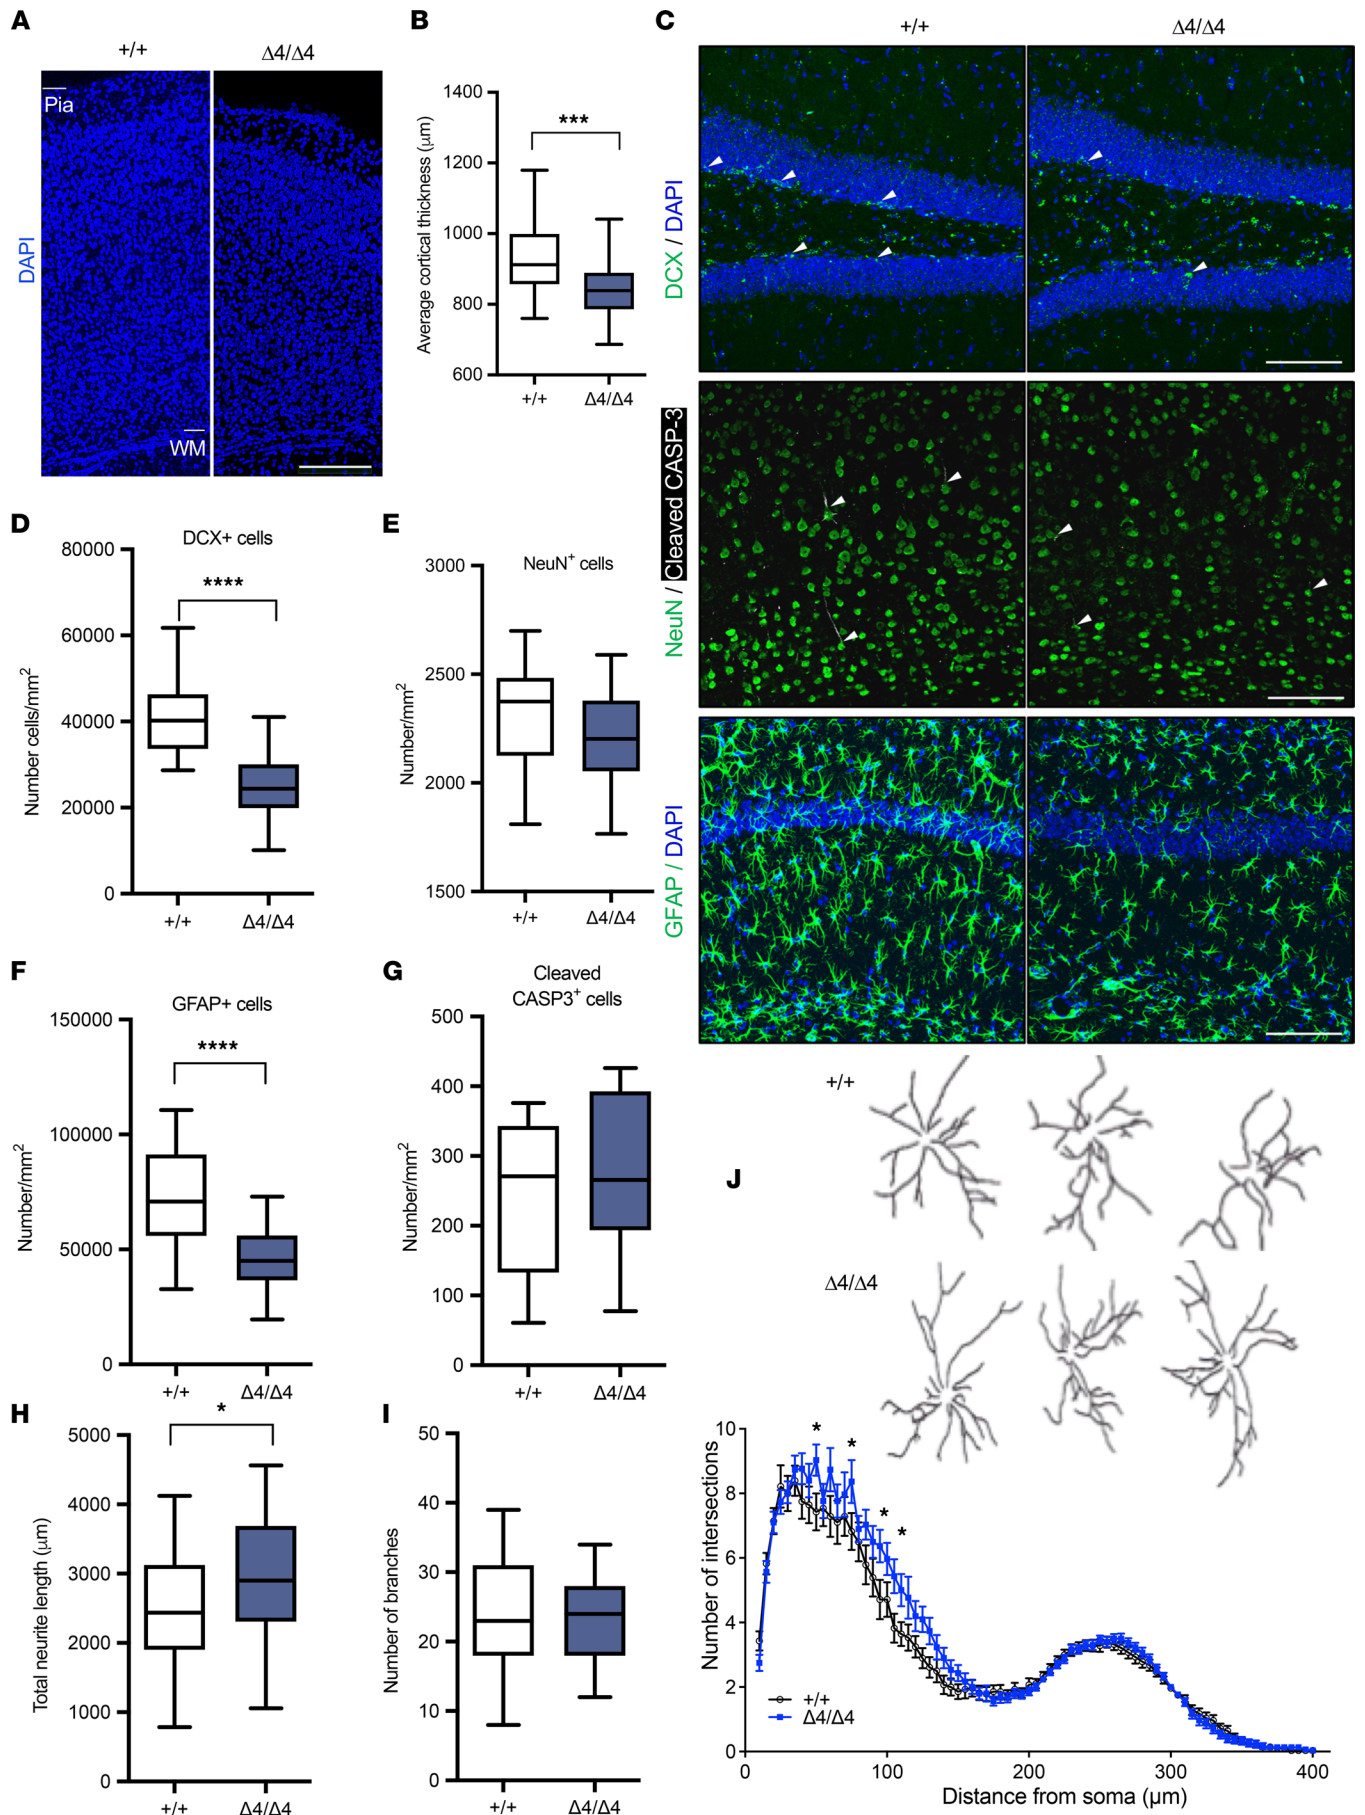 A
+/+
Δ4/Δ4
Pia
WM
DAPI
B
Average cortical thickness (μm)
1400
1200
1000
800
600
***
+/+
Δ4/Δ4
C
+/+
Δ4/Δ4
DCX / DAPI
NeuN / Cleaved CASP-3
GFAP / DAPI
D
DCX+ cells
Number cells/mm²
80000
60000
40000
20000
0
****
+/+
Δ4/Δ4
E
NeuN⁺ cells
Number/mm²
3000
2500
2000
1500
+/+
Δ4/Δ4
F
GFAP+ cells
Number/mm²
150000
100000
50000
0
****
+/+
Δ4/Δ4
G
Cleaved
CASP3⁺ cells
Number/mm²
500
400
300
200
100
0
+/+
Δ4/Δ4
H
Total neurite length (μm)
5000
4000
3000
2000
1000
0
*
+/+
Δ4/Δ4
I
Number of branches
50
40
30
20
10
0
+/+
Δ4/Δ4
J
+/+
Δ4/Δ4
Number of intersections
10
8
6
4
2
0
*
*
*
*
+/+
Δ4/Δ4
0
100
200
300
400
Distance from soma (μm)